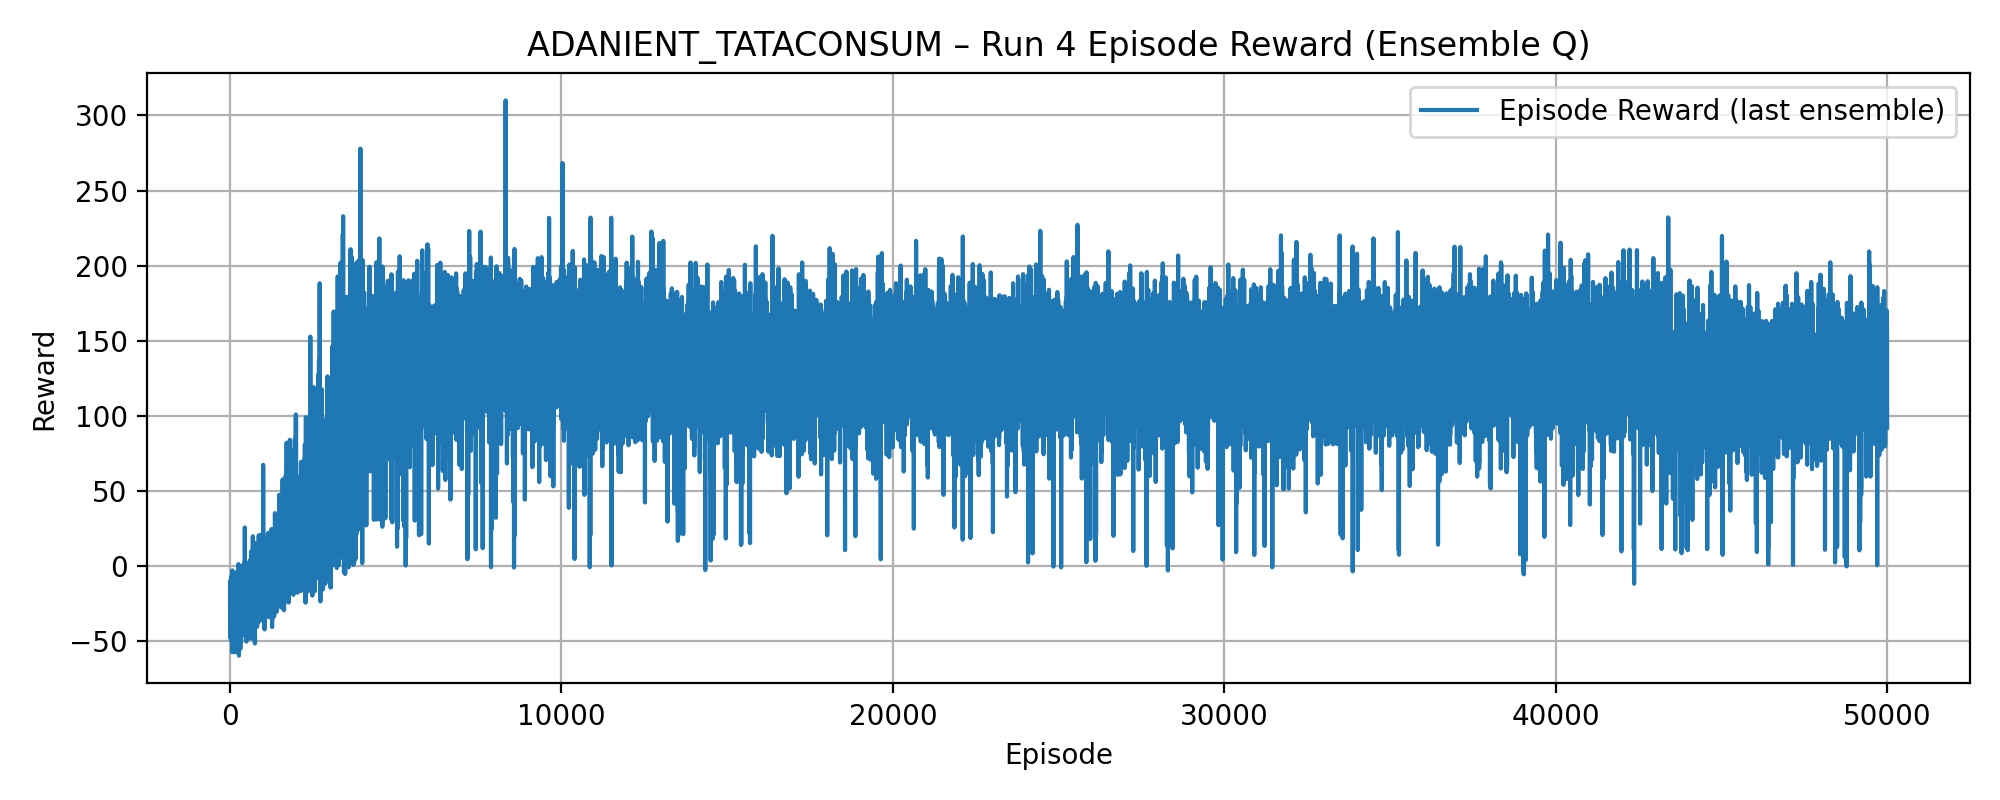 ADANIENT_TATACONSUM – Run 4 Episode Reward (Ensemble Q)
Episode Reward (last ensemble)
300
250
200
150
100
50
0
−50
Reward
0 10000 20000 30000 40000 50000
Episode